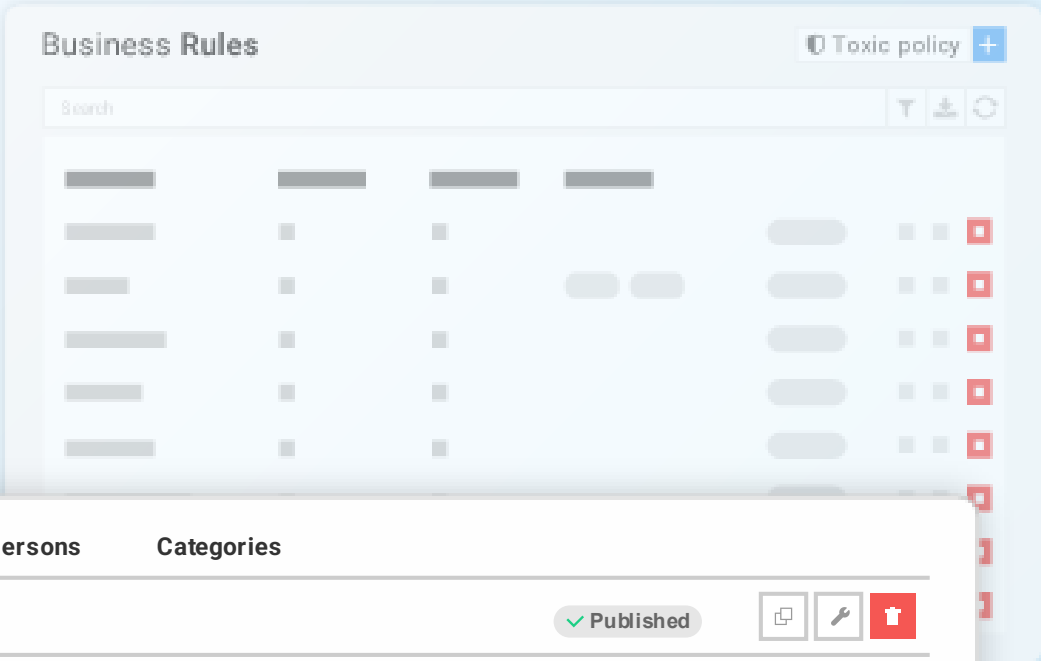 Business Rules
Toxic policy
Search
ersons
Categories
Published